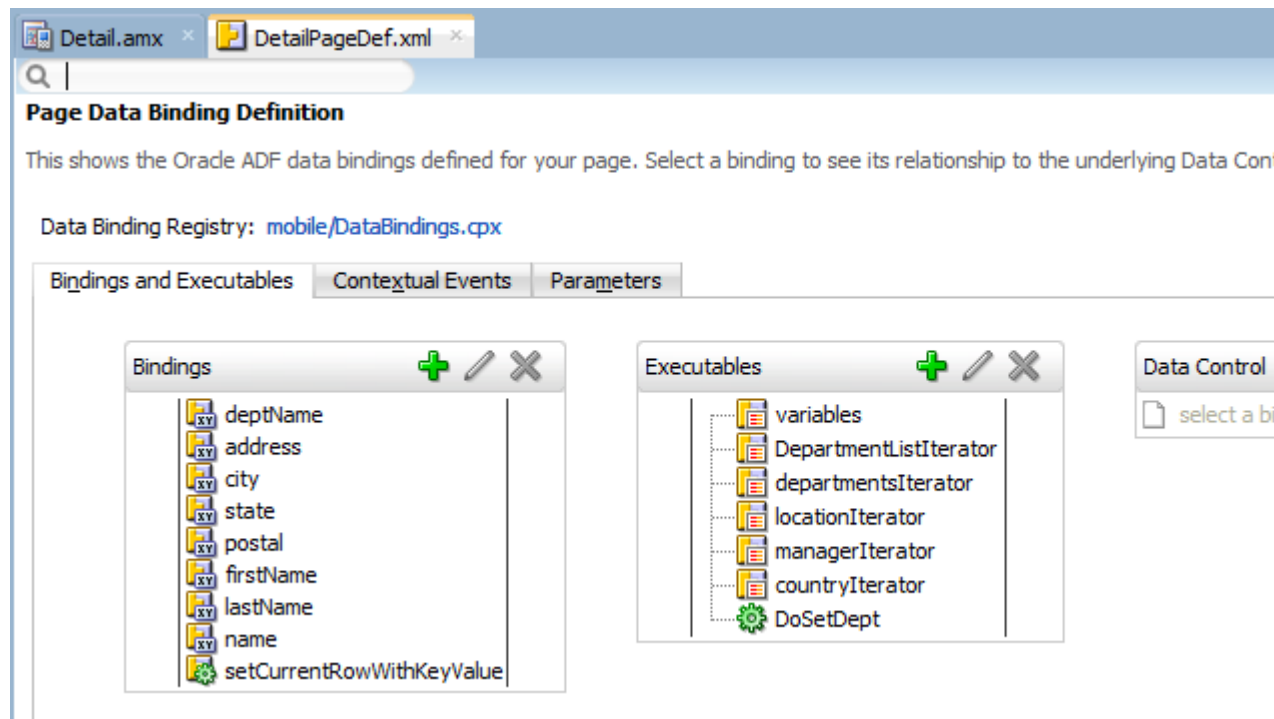 Detail.amx
DetailPageDef.xml
Page Data Binding Definition
This shows the Oracle ADF data bindings defined for your page. Select a binding to see its relationship to the underlying Data Con
Data Binding Registry: mobile/DataBindings.cpx
Bindings and Executables
Contextual Events
Parameters
Bindings
deptName
address
city
state
postal
firstName
lastName
name
setCurrentRowWithKeyValue
Executables
variables
DepartmentListIterator
departmentsIterator
locationIterator
managerIterator
countryIterator
DoSetDept
Data Control
select a bi